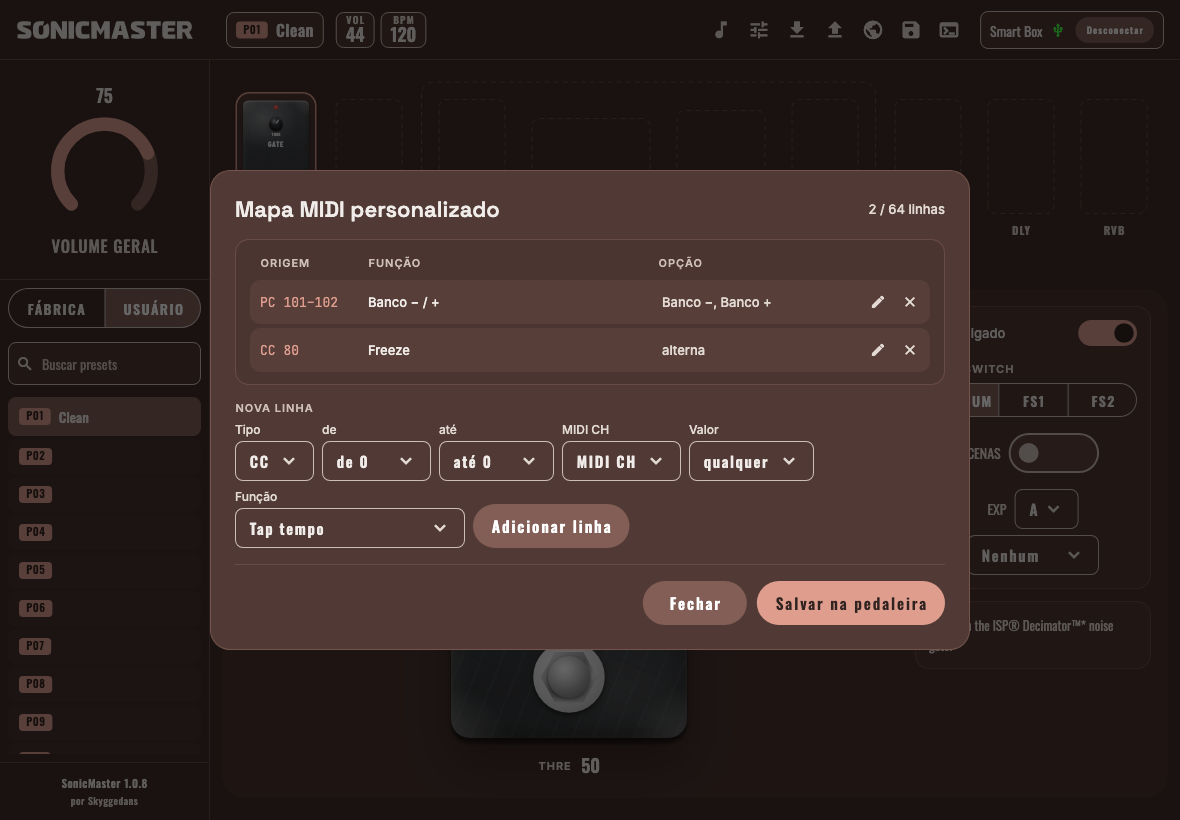 SONICMASTER
P01 Clean
VOL 44
BPM 120
Smart Box
Desconectar
75
VOLUME GERAL
FÁBRICA USUÁRIO
Buscar presets
P01 Clean
P02
P03
P04
P05
P06
P07
P08
P09
SonicMaster 1.0.8
por Skyggedans
THRE
GATE
DLY RVB
Mapa MIDI personalizado
2 / 64 linhas
ORIGEM FUNÇÃO OPÇÃO
PC 101–102 Banco − / + Banco −, Banco +
CC 80 Freeze alterna
NOVA LINHA
Tipo de até MIDI CH Valor
CC de 0 até 0 MIDI CH qualquer
Função
Tap tempo Adicionar linha
Fechar Salvar na pedaleira
igado
WITCH
UM FS1 FS2
CENAS
EXP A
Nenhum
the ISP® Decimator™* noise
THRE 50